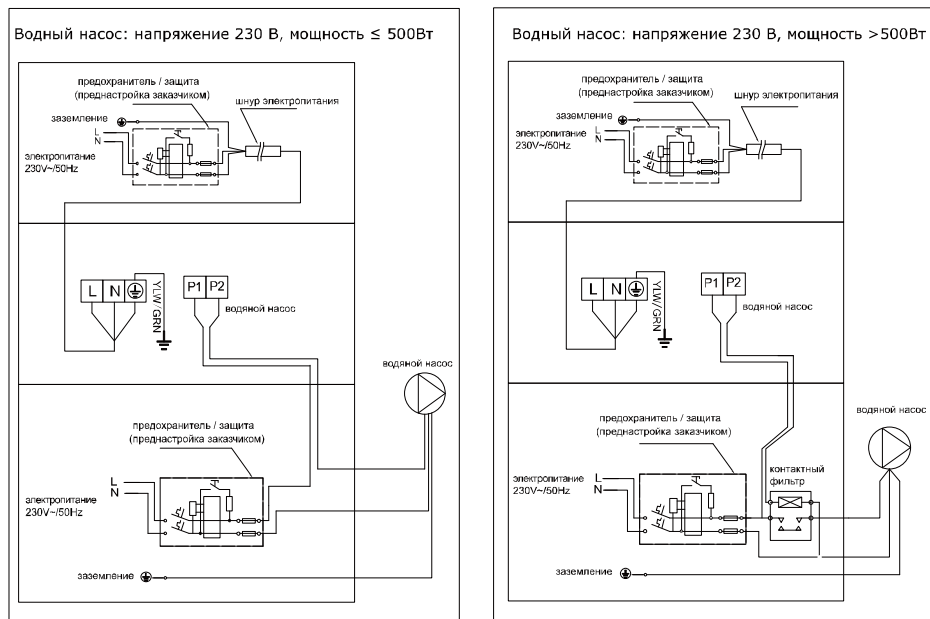 Водный насос: напряжение 230 В, мощность ≤ 500Вт
предохранитель / защита
(преднастройка заказчиком)
шнур электропитания
заземление
L
N
электропитание
230V~/50Hz
L N
YLW/GRN
P1 P2
водяной насос
водяной насос
предохранитель / защита
(преднастройка заказчиком)
L
N
электропитание
230V~/50Hz
заземление
Водный насос: напряжение 230 В, мощность >500Вт
предохранитель / защита
(преднастройка заказчиком)
шнур электропитания
заземление
L
N
электропитание
230V~/50Hz
L N
YLW/GRN
P1 P2
водяной насос
водяной насос
предохранитель / защита
(преднастройка заказчиком)
контактный
фильтр
L
N
электропитание
230V~/50Hz
заземление